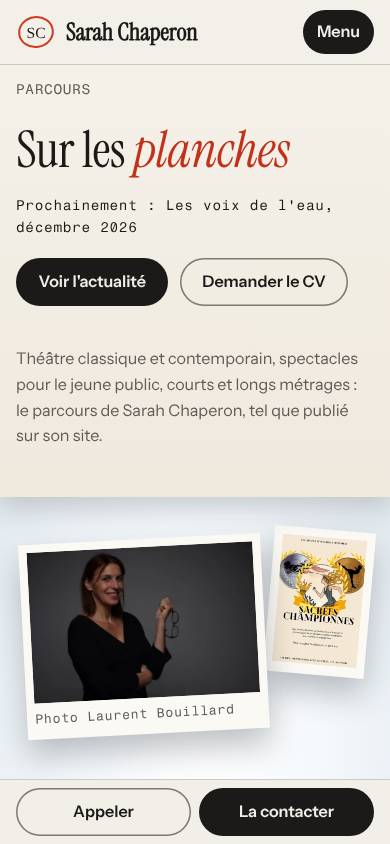 SC
Sarah Chaperon
Menu
PARCOURS
Sur les planches
Prochainement : Les voix de l'eau,
décembre 2026
Voir l'actualité
Demander le CV
Théâtre classique et contemporain, spectacles
pour le jeune public, courts et longs métrages :
le parcours de Sarah Chaperon, tel que publié
sur son site.
SACRÉES
CHAMPIONNES
Photo Laurent Bouillard
Appeler
La contacter